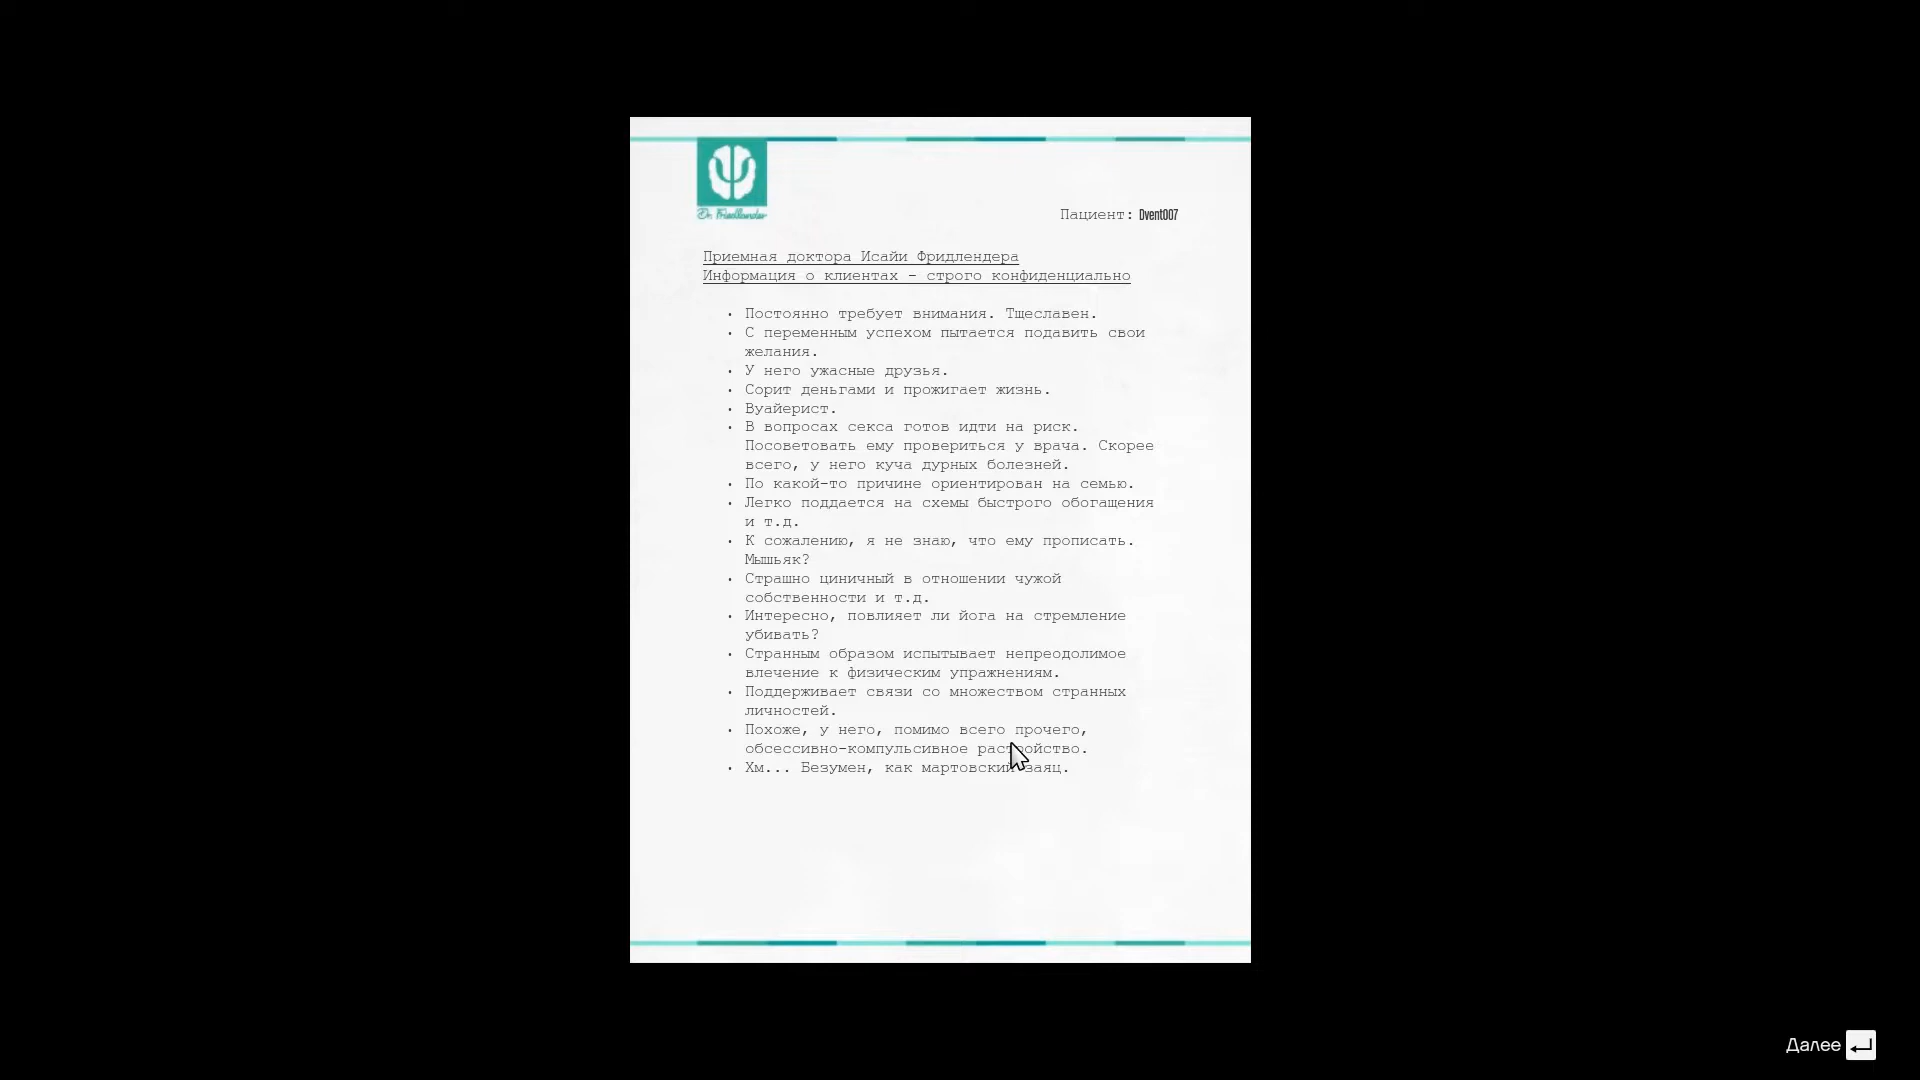 Dr Friedlander
Пациент: Dvent007
Приемная доктора Исайи Фридлендера
Информация о клиентах - строго конфиденциально
• Постоянно требует внимания. Тщеславен.
• С переменным успехом пытается подавить свои
желания.
• У него ужасные друзья.
• Сорит деньгами и прожигает жизнь.
• Вуайерист.
• В вопросах секса готов идти на риск.
Посоветовать ему провериться у врача. Скорее
всего, у него куча дурных болезней.
• По какой-то причине ориентирован на семью.
• Легко поддается на схемы быстрого обогащения
и т.д.
• К сожалению, я не знаю, что ему прописать.
Мышьяк?
• Страшно циничный в отношении чужой
собственности и т.д.
• Интересно, повлияет ли йога на стремление
убивать?
• Странным образом испытывает непреодолимое
влечение к физическим упражнениям.
• Поддерживает связи со множеством странных
личностей.
• Похоже, у него, помимо всего прочего,
обсессивно-компульсивное растройство.
• Хм... Безумен, как мартовский заяц.
Далее